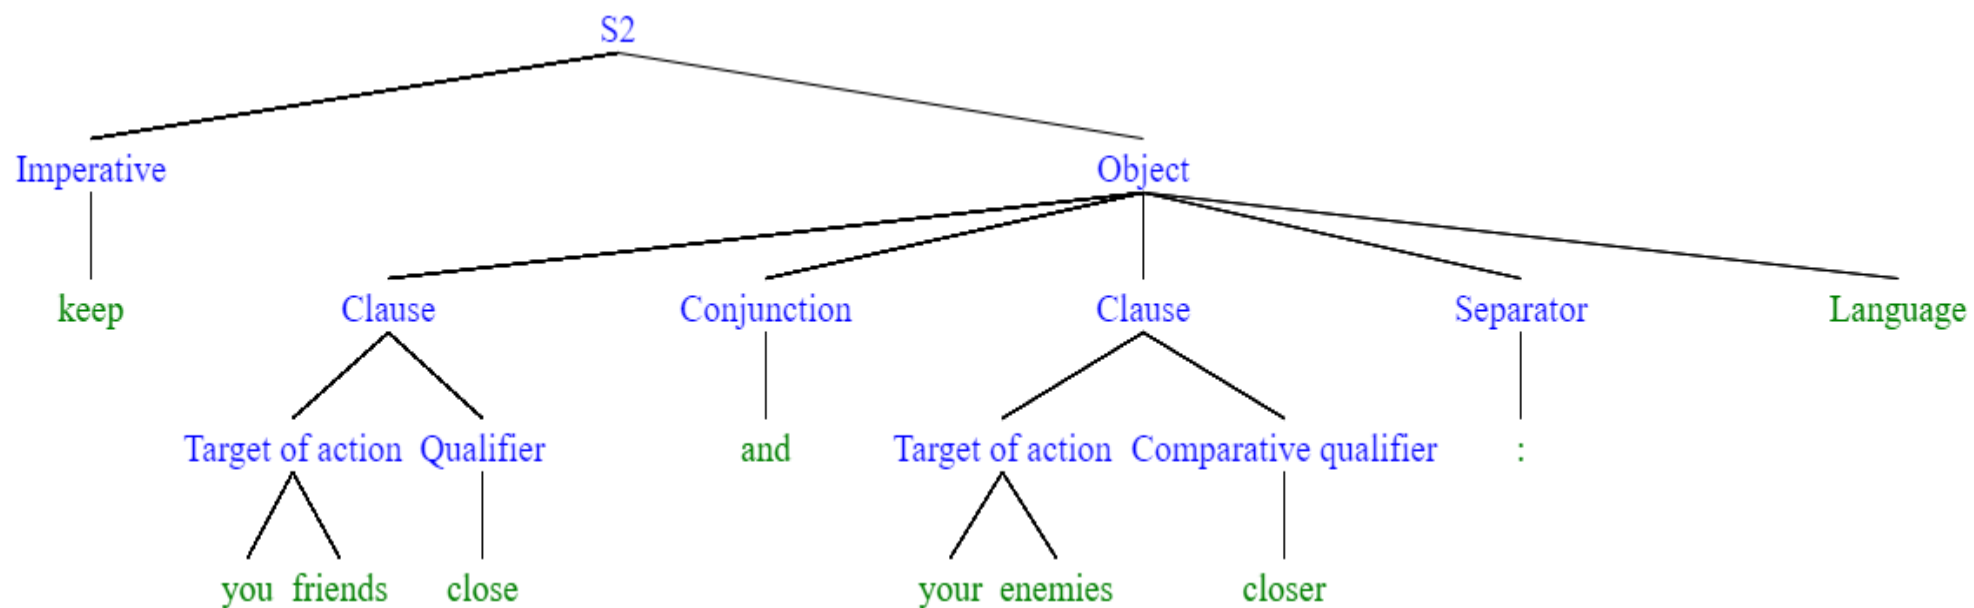 S2
Imperative Object
keep Clause Conjunction Clause Separator Language
Target of action Qualifier and Target of action Comparative qualifier :
you friends close your enemies closer